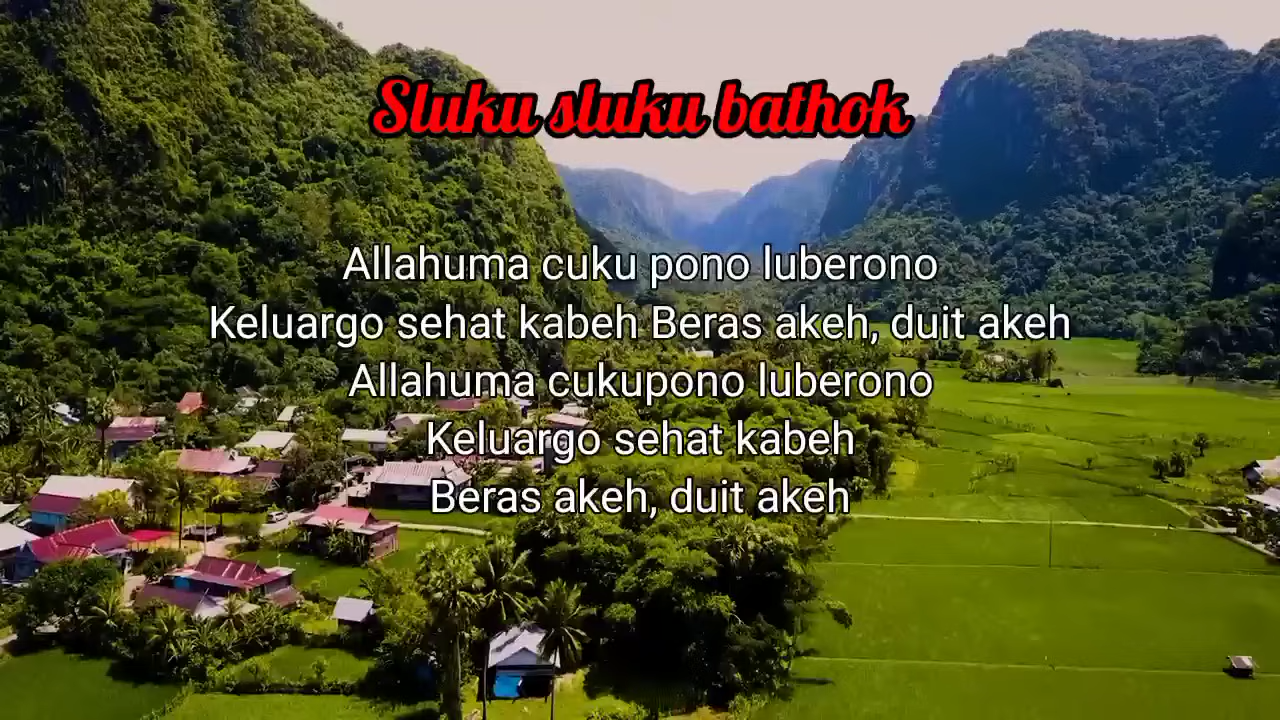 Sluku sluku bathok
Allahuma cuku pono luberono
Keluargo sehat kabeh Beras akeh, duit akeh
Allahuma cukupono luberono
Keluargo sehat kabeh
Beras akeh, duit akeh